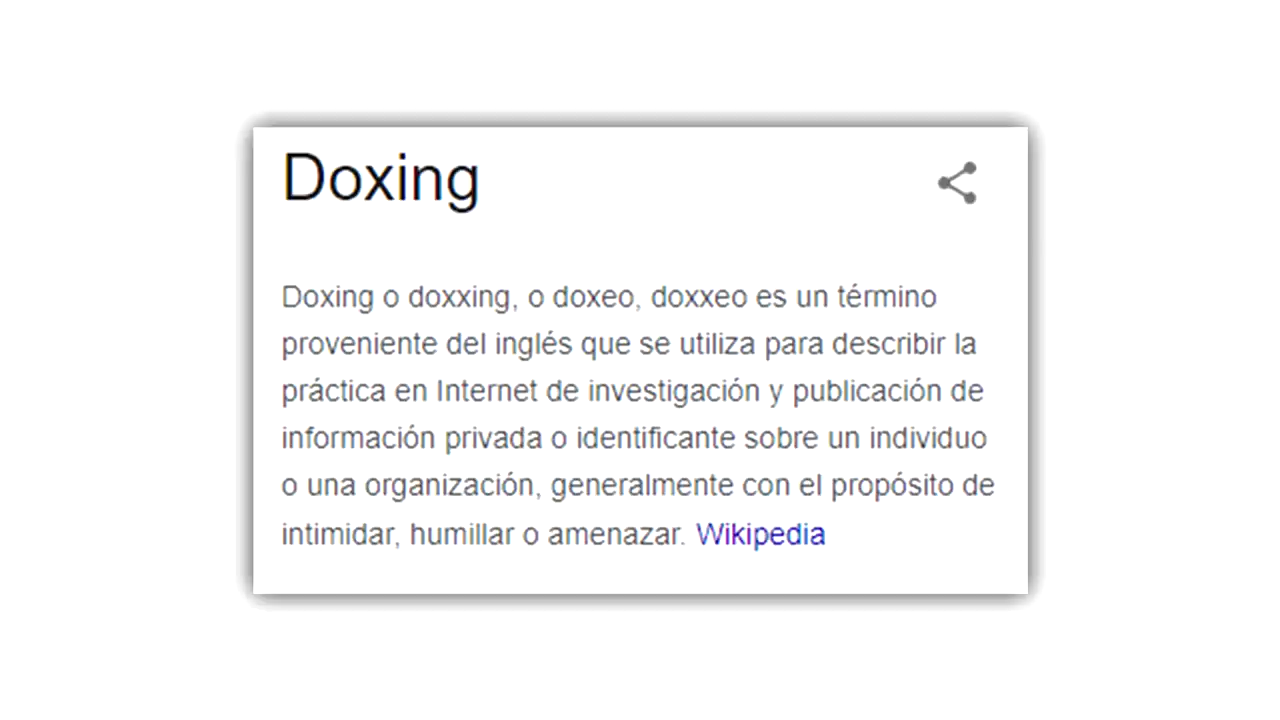 Doxing
Doxing o doxxing, o doxeo, doxxeo es un término
proveniente del inglés que se utiliza para describir la
práctica en Internet de investigación y publicación de
información privada o identificante sobre un individuo
o una organización, generalmente con el propósito de
intimidar, humillar o amenazar. Wikipedia